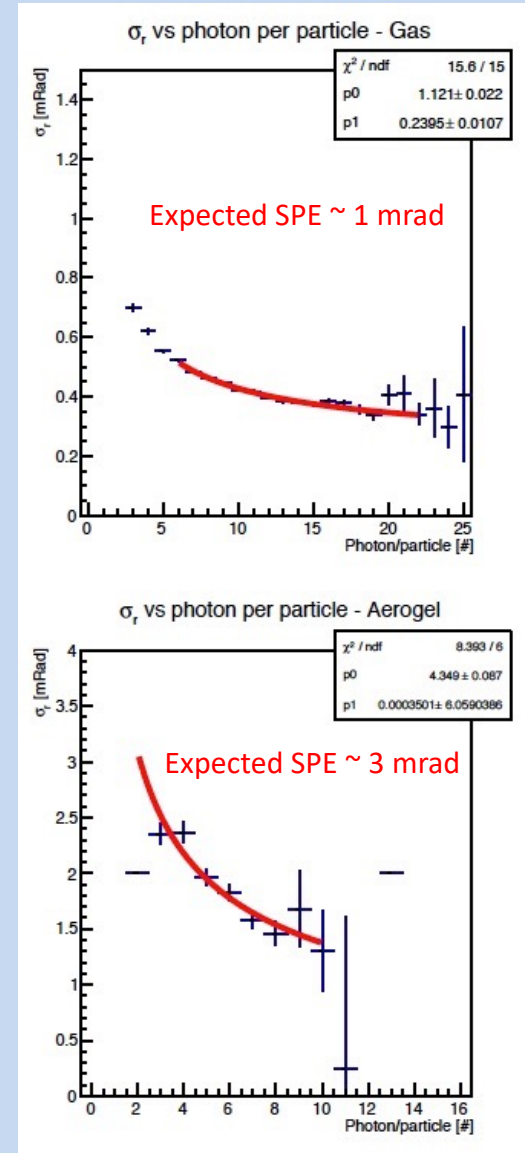 σr vs photon per particle - Gas
χ² / ndf 15.6 / 15
p0 1.121± 0.022
p1 0.2395± 0.0107
σr [mRad]
1.4
1.2
1
0.8
0.6
0.4
0.2
0
Expected SPE ~ 1 mrad
0 5 10 15 20 25
Photon/particle [#]
σr vs photon per particle - Aerogel
χ² / ndf 8.393 / 6
p0 4.349 ± 0.087
p1 0.0003501± 6.0590386
σr [mRad]
4
3.5
3
2.5
2
1.5
1
0.5
0
Expected SPE ~ 3 mrad
0 2 4 6 8 10 12 14 16
Photon/particle [#]